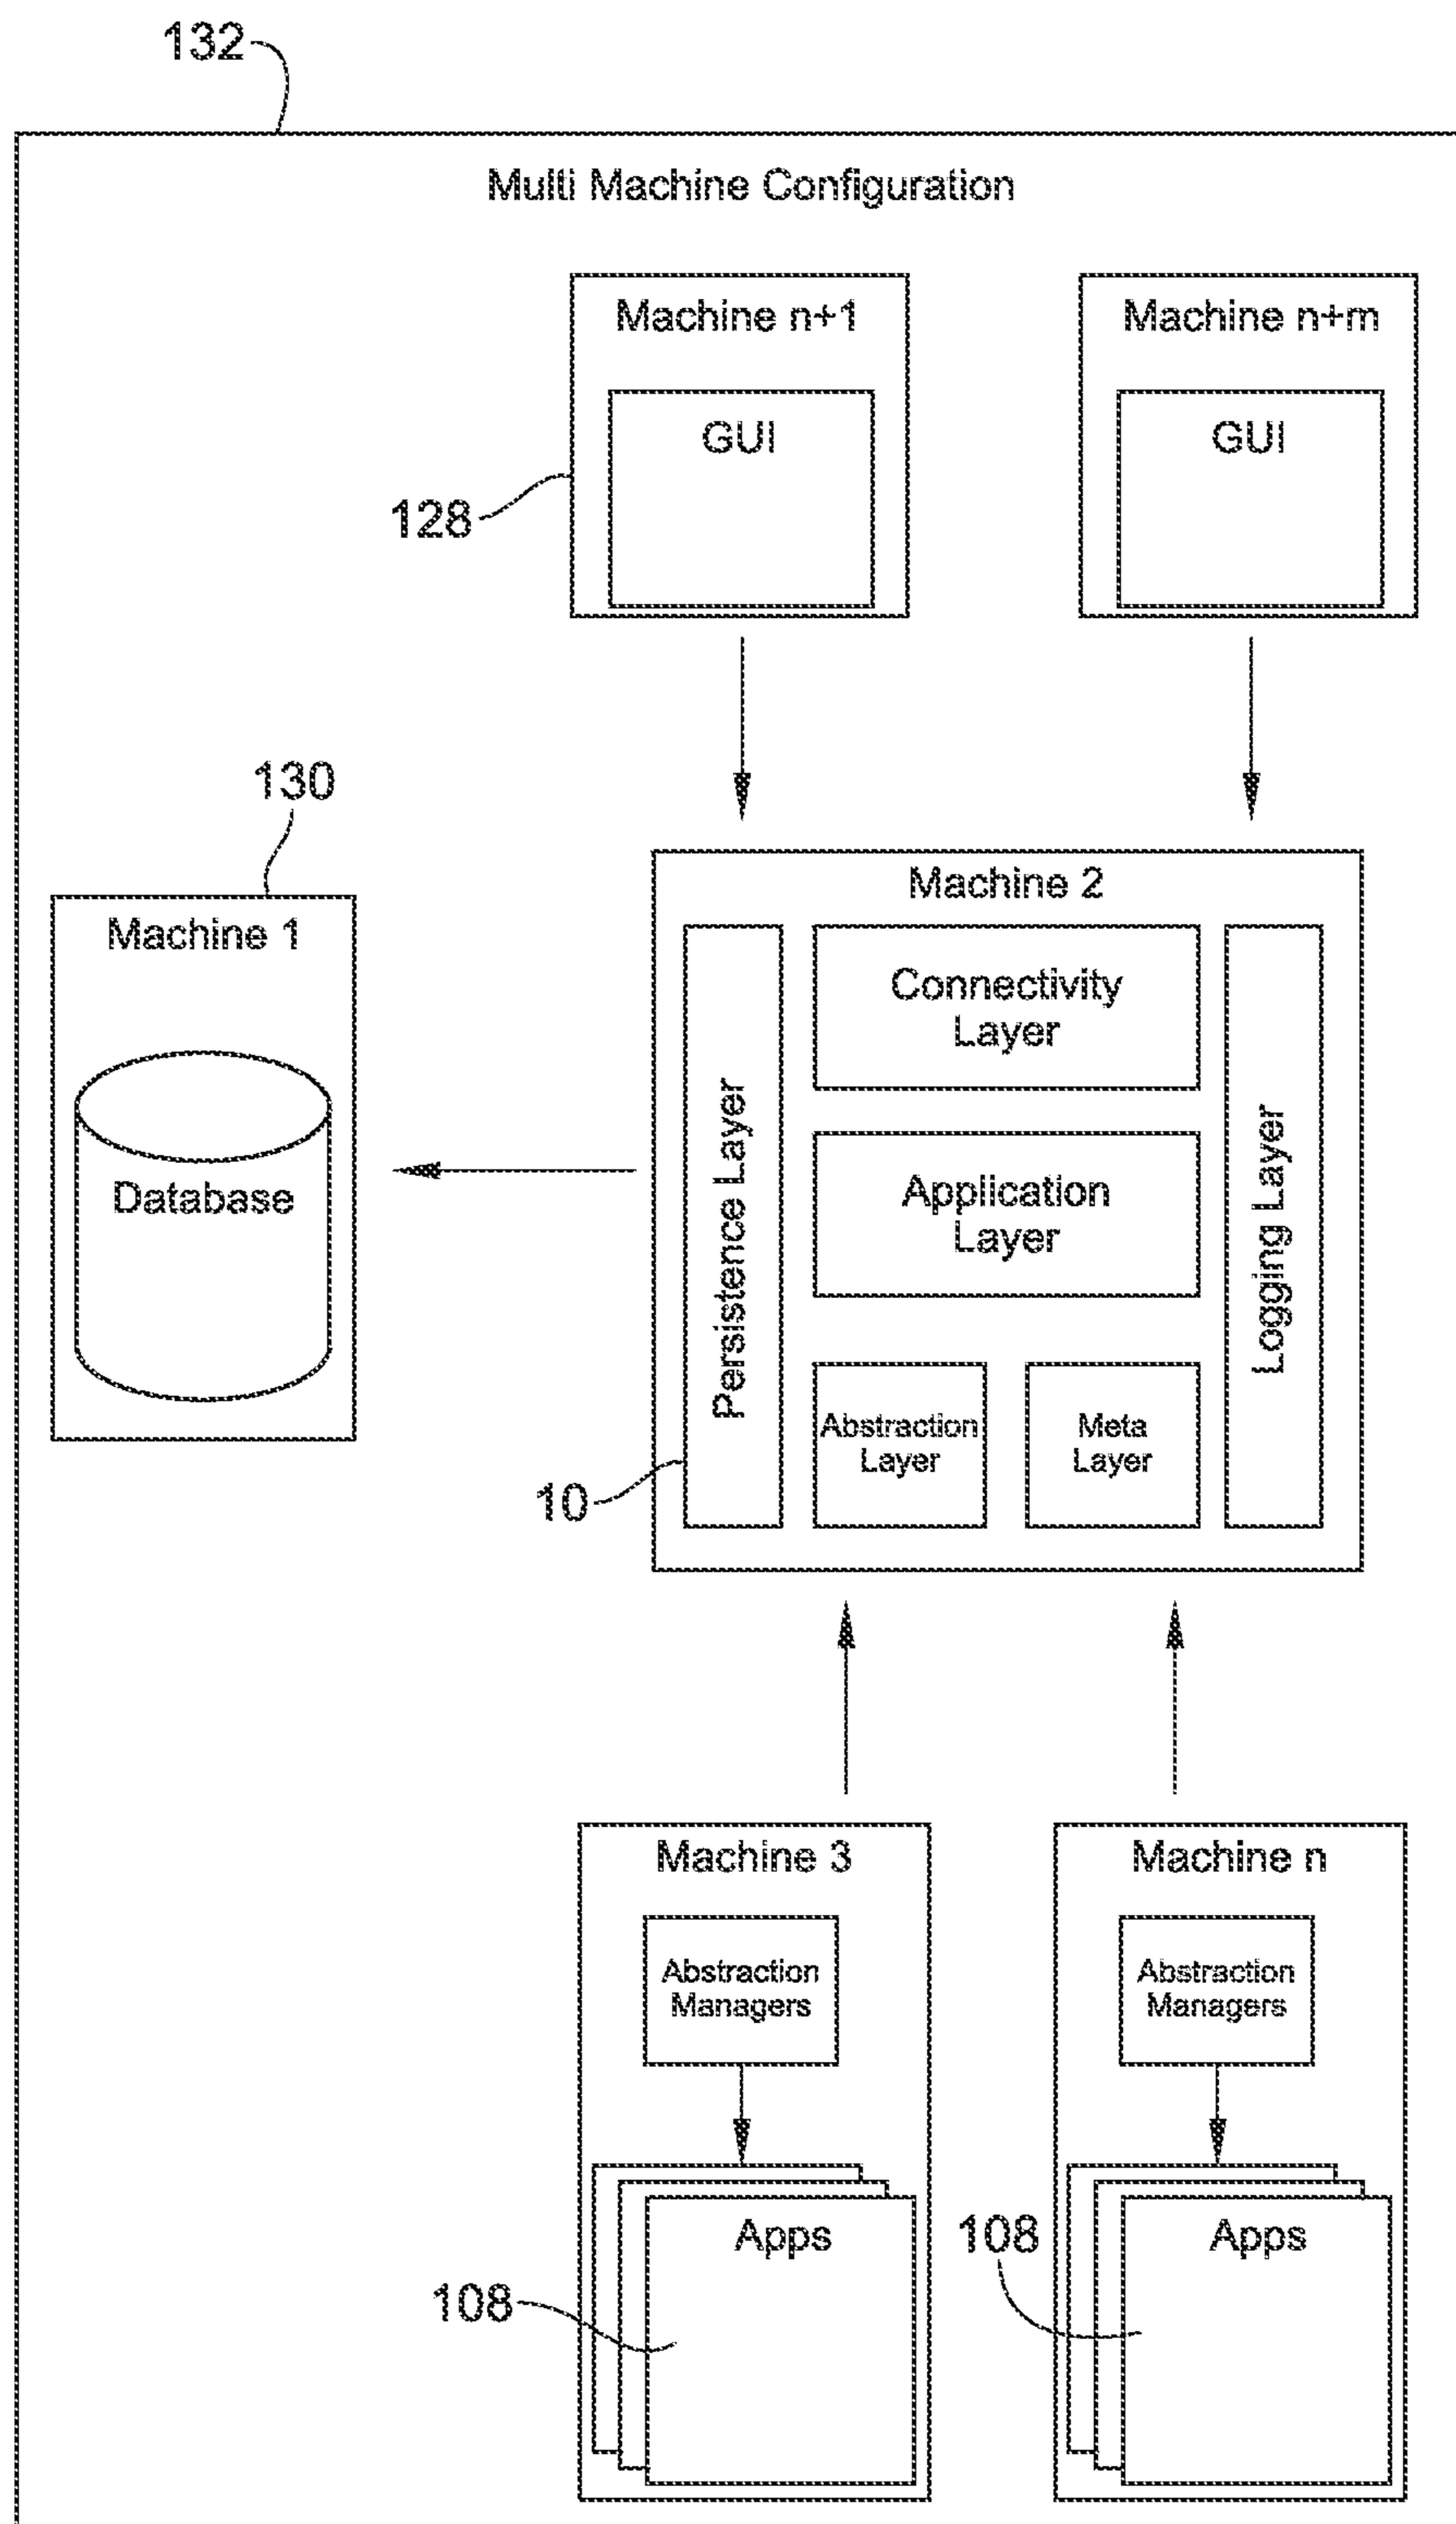 132
Multi Machine Configuration
Machine n+1
Machine n+m
GUI
GUI
128
130
Machine 1
Database
Machine 2
Persistence Layer
Connectivity
Layer
Application
Layer
Abstraction
Layer
Meta
Layer
Logging Layer
10
Machine 3
Machine n
Abstraction
Managers
Abstraction
Managers
Apps
Apps
108
108